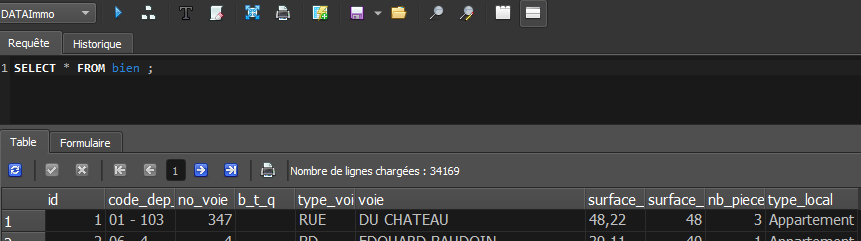 DATAImmo
Requête Historique
1 SELECT * FROM bien ;
Table Formulaire
1 Nombre de lignes chargées : 34169
id code_dep_ no_voie b_t_q type_voi voie surface_ surface_ nb_piece type_local
1 1 01 - 103 347 RUE DU CHATEAU 48,22 48 3 Appartement